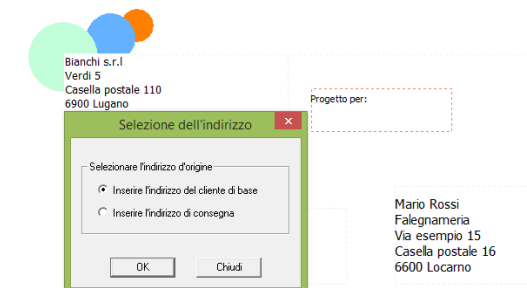 Bianchi s.r.l
Verdi 5
Casella postale 110
6900 Lugano
Progetto per:
Selezione dell'indirizzo
Selezionare l'indirizzo d'origine
Inserire l'indirizzo del cliente di base
Inserire l'indirizzo di consegna
OK
Chiudi
Mario Rossi
Falegnameria
Via esempio 15
Casella postale 16
6600 Locarno